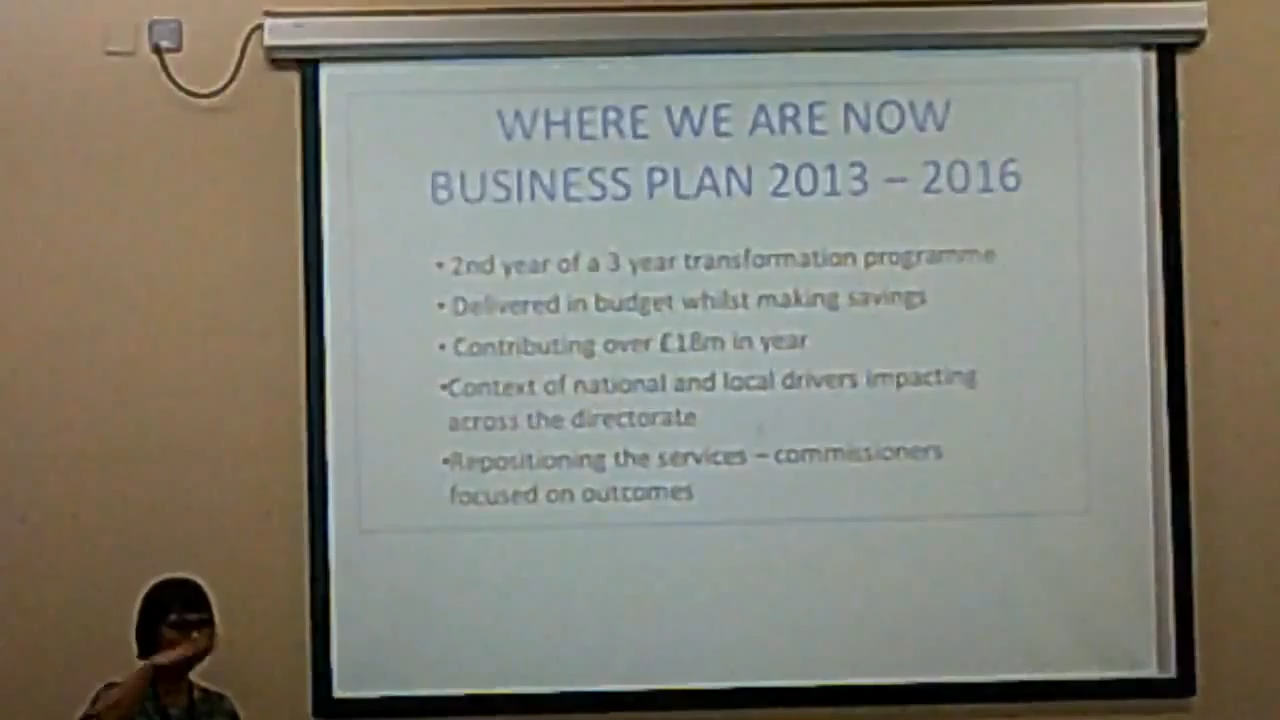 WHERE WE ARE NOW
BUSINESS PLAN 2013 – 2016
• 2nd year of a 3 year transformation programme
• Delivered in budget whilst making savings
• Contributing over £18m in year
•Context of national and local drivers impacting
across the directorate
•Repositioning the services – commissioners
focused on outcomes